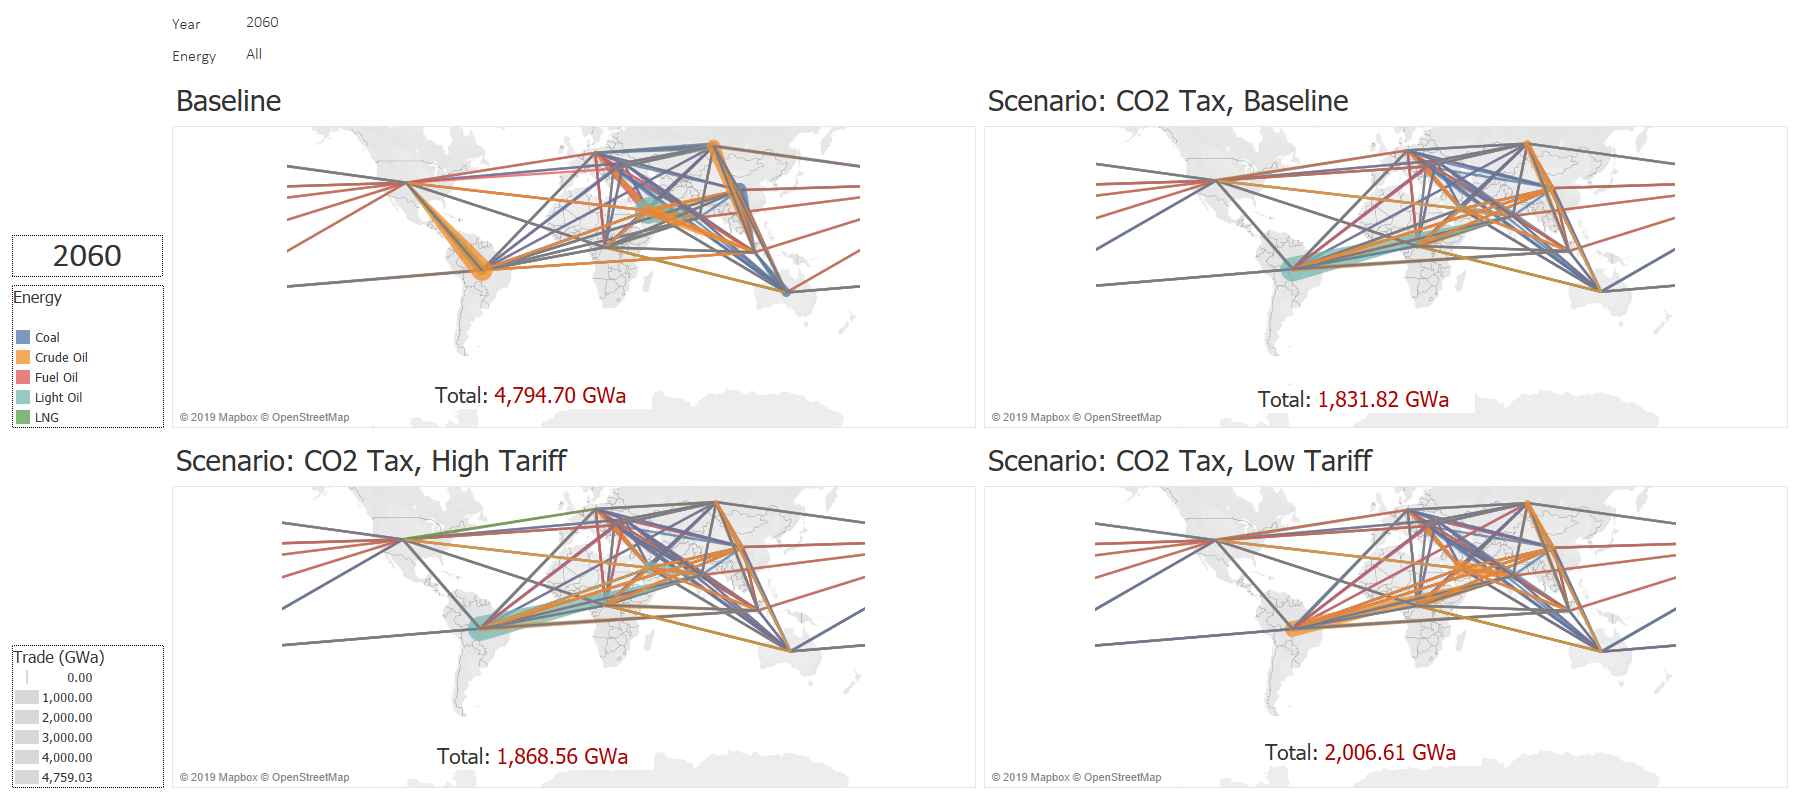 Year 2060
Energy All
Baseline
Scenario: CO2 Tax, Baseline
2060
Energy
Coal
Crude Oil
Fuel Oil
Light Oil
LNG
Total: 4,794.70 GWa
© 2019 Mapbox © OpenStreetMap
Total: 1,831.82 GWa
© 2019 Mapbox © OpenStreetMap
Scenario: CO2 Tax, High Tariff
Scenario: CO2 Tax, Low Tariff
Trade (GWa)
0.00
1,000.00
2,000.00
3,000.00
4,000.00
4,759.03
Total: 1,868.56 GWa
© 2019 Mapbox © OpenStreetMap
Total: 2,006.61 GWa
© 2019 Mapbox © OpenStreetMap